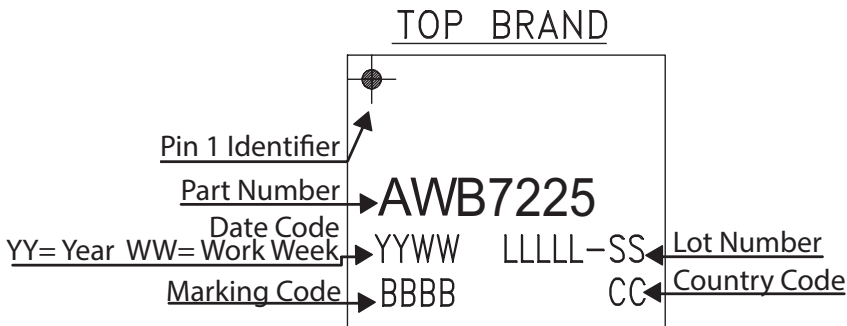 TOP BRAND
Pin 1 Identifier
Part Number AWB7225
Date Code
YY= Year WW= Work Week YYWW LLLLL-SS Lot Number
Marking Code BBBB CC Country Code